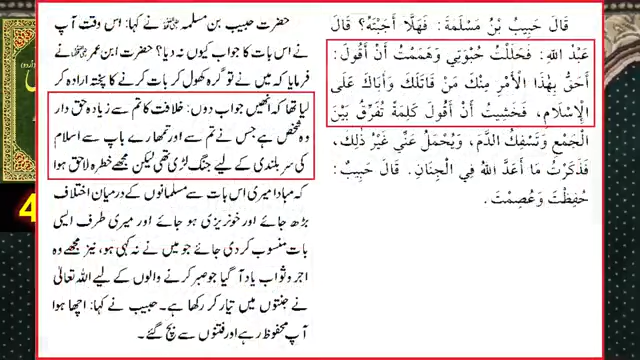 قَالَ حَبِيبُ بْنُ مَسْلَمَةَ: فَهَلَّا أَجَبْتَهُ؟ قَالَ
عَبْدُ اللهِ: فَحَلَلْتُ حُبْوَتِي وَهَمَمْتُ أَنْ أَقُولَ:
أَحَقُّ بِهٰذَا الْأَمْرِ مِنْكَ مَنْ قَاتَلَكَ وَأَبَاكَ عَلَى
الْإِسْلَامِ، فَخَشِيتُ أَنْ أَقُولَ كَلِمَةً تُفَرِّقُ بَيْنَ
الْجَمْعِ وَتَسْفِكُ الدَّمَ، وَيُحْمَلُ عَنِّي غَيْرُ ذٰلِكَ،
فَذَكَرْتُ مَا أَعَدَّ اللهُ فِي الْجِنَانِ. قَالَ حَبِيبٌ:
حُفِظْتَ وَعُصِمْتَ.
حضرت حبیب بن مسلمہ ؓ نے کہا: اس وقت آپ
نے اس بات کا جواب کیوں نہ دیا؟ حضرت ابن عمر ؓ نے
فرمایا کہ میں نے تو گرہ کھول کر بات کرنے کا پختہ ارادہ کر
لیا تھا کہ انھیں جواب دوں: خلافت کا تم سے زیادہ حق دار
وہ شخص ہے جس نے تم سے اور تمھارے باپ سے اسلام
کی سر بلندی کے لیے جنگ لڑی تھی لیکن مجھے خطرہ لاحق ہوا
کہ مبادا میری اس بات سے مسلمانوں کے درمیان اختلاف
بڑھ جائے اور خونریزی ہو جائے اور میری طرف ایسی
بات منسوب کر دی جائے جو میں نے نہ کہی ہو، نیز مجھے وہ
اجر و ثواب یاد آ گیا جو صبر کرنے والوں کے لیے اللہ تعالیٰ
نے جنتوں میں تیار کر رکھا ہے۔ حبیب نے کہا: اچھا ہوا
آپ محفوظ رہے اور فتنوں سے بچ گئے۔
4